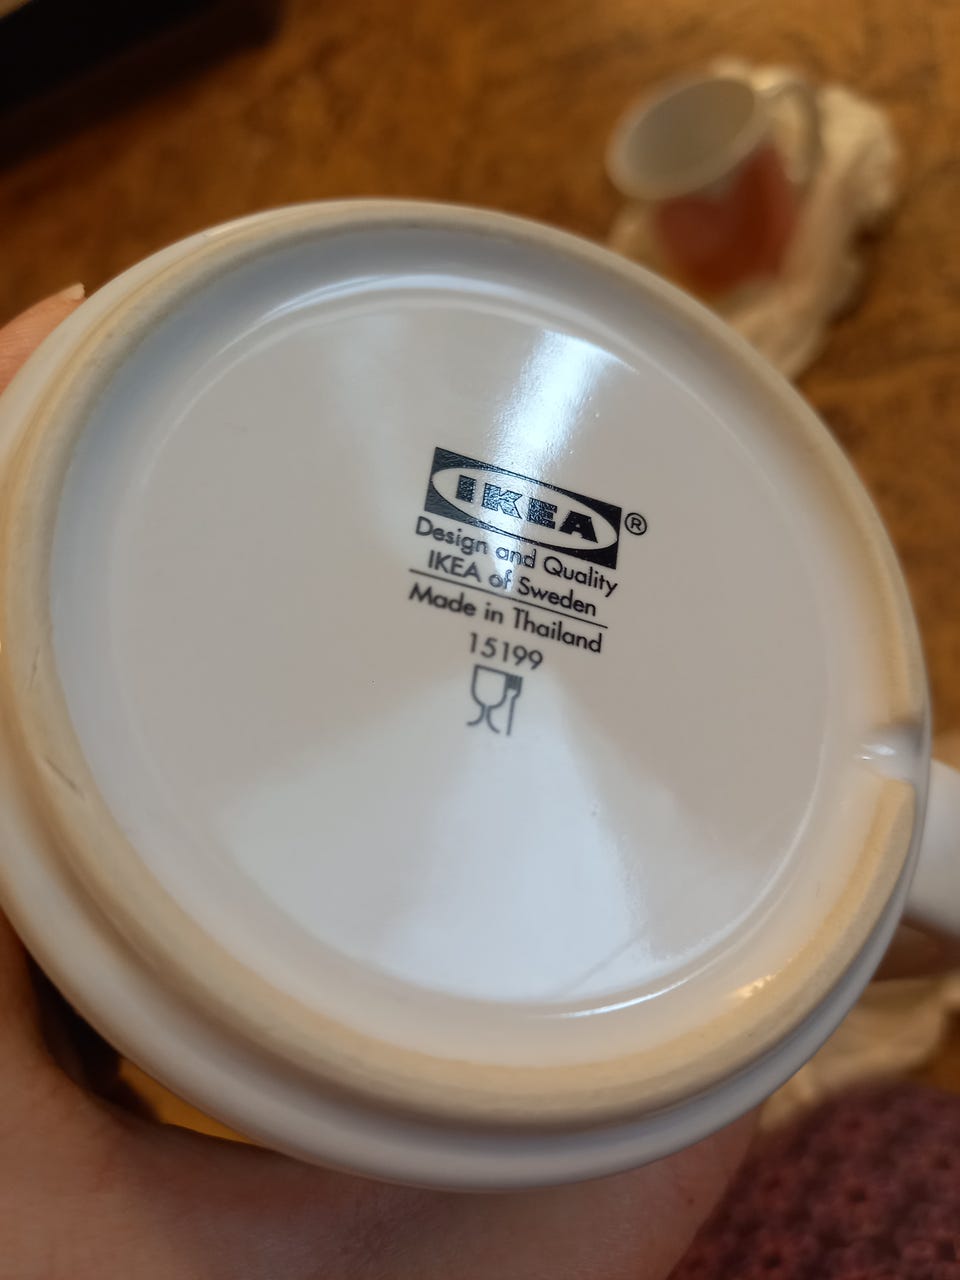 IKEA®
Design and Quality
IKEA of Sweden
Made in Thailand
15199